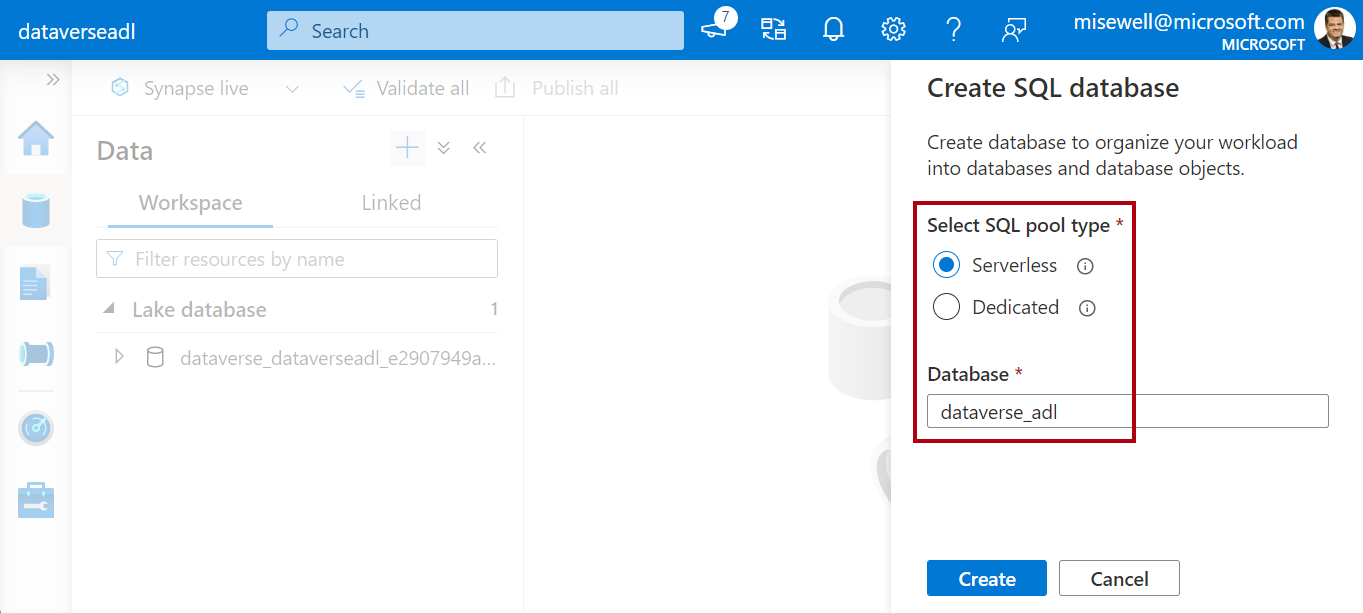 dataverseadl
Search
7
misewell@microsoft.com
MICROSOFT
Synapse live
Validate all
Publish all
Data
Workspace
Linked
Filter resources by name
Lake database
1
dataverse_dataverseadl_e2907949a...
Create SQL database
Create database to organize your workload
into databases and database objects.
Select SQL pool type *
Serverless
Dedicated
Database *
dataverse_adl
Create
Cancel